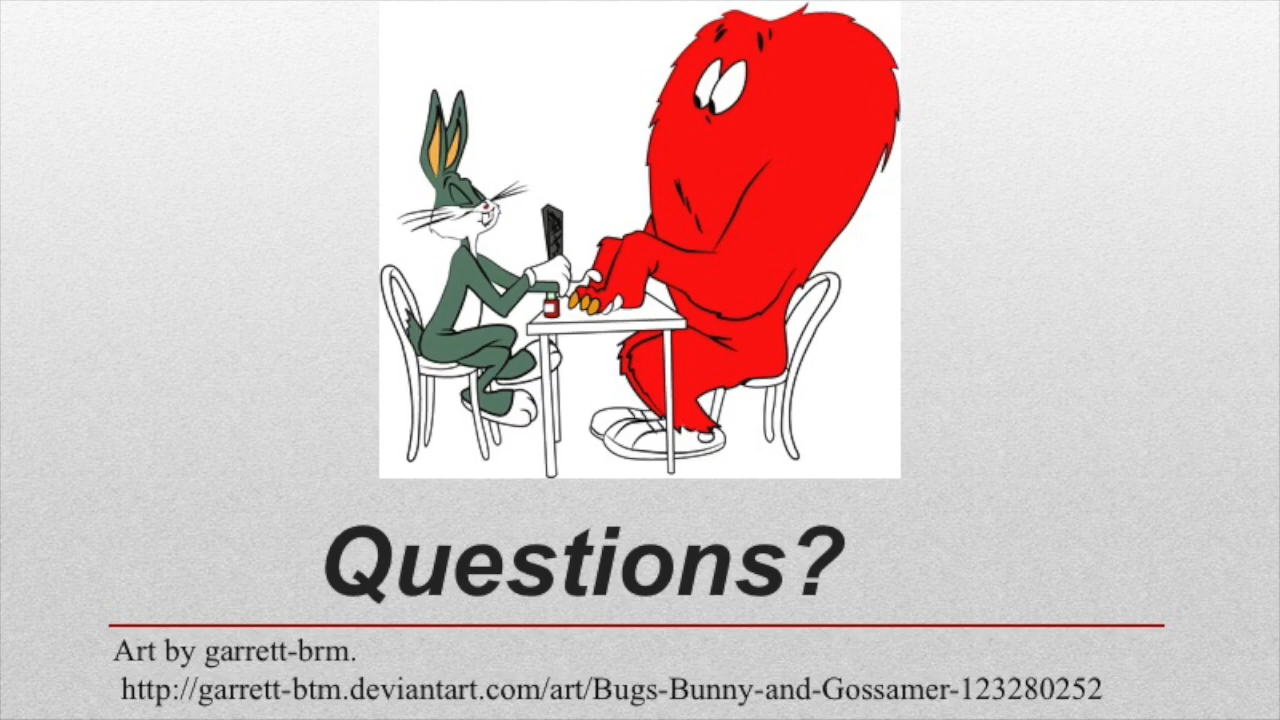 Questions?
Art by garrett-brm.
http://garrett-btm.deviantart.com/art/Bugs-Bunny-and-Gossamer-123280252